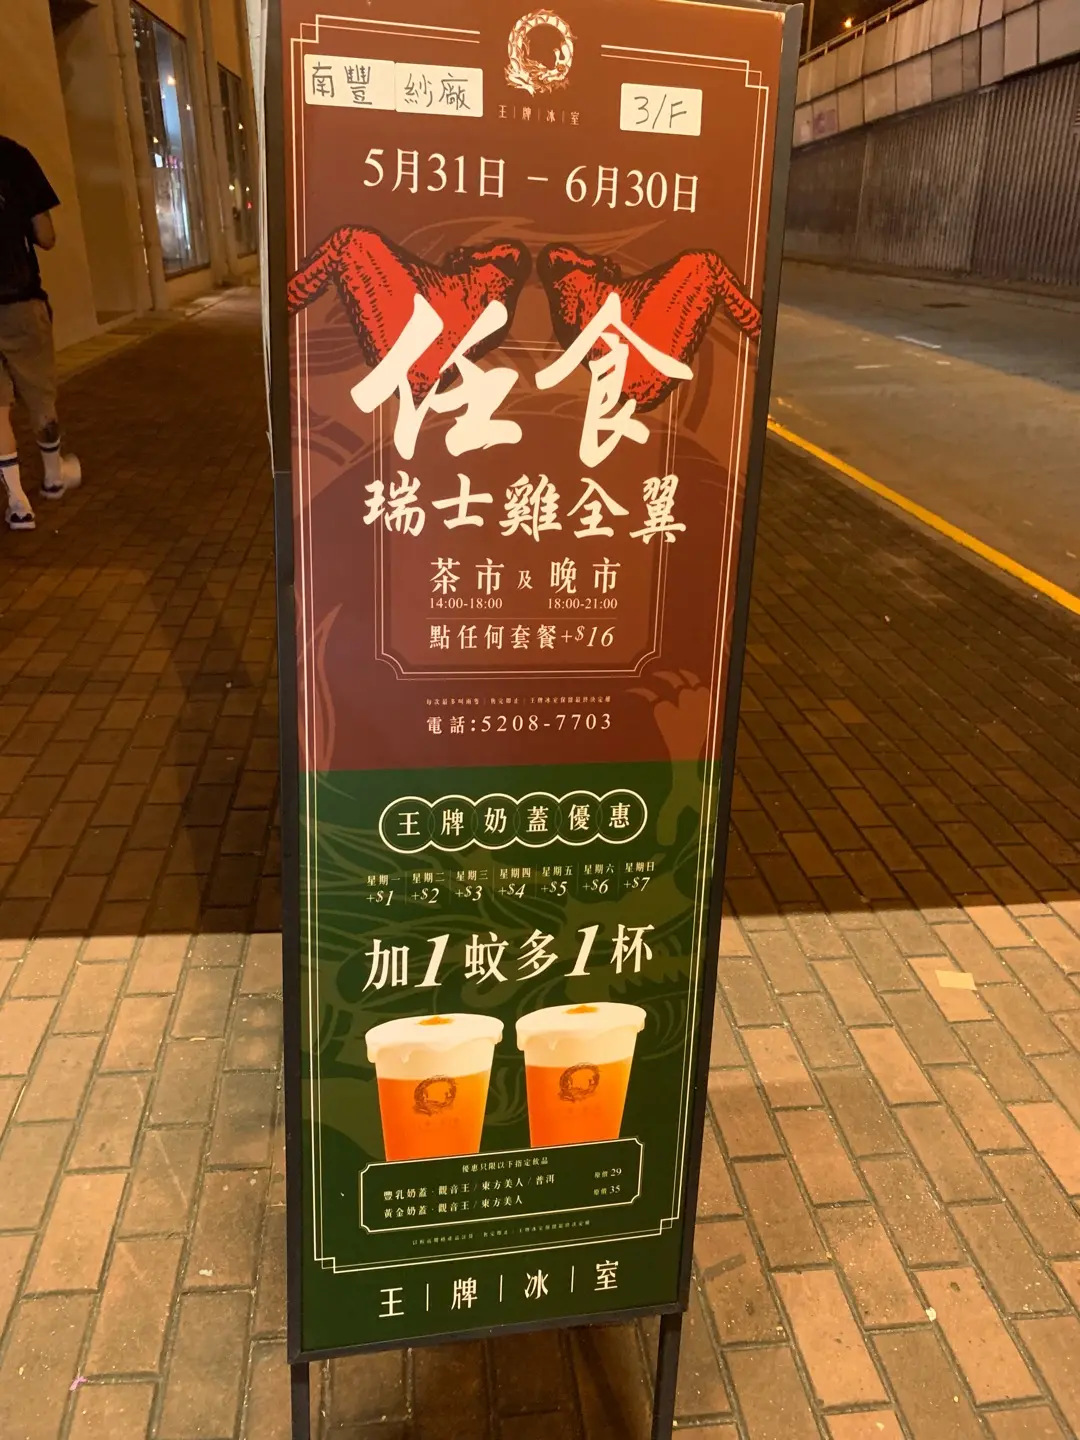 南豐 紗廠
3/F
王｜牌｜冰｜室
5月31日 - 6月30日
任食
瑞士雞全翼
茶市 及 晚市
14:00-18:00 18:00-21:00
點任何套餐+$16
電話:5208-7703
王牌奶蓋優惠
星期一 星期二 星期三 星期四 星期五 星期六 星期日
+$1 +$2 +$3 +$4 +$5 +$6 +$7
加1蚊多1杯
優惠只限以下指定飲品
豐乳奶蓋·觀音王/東方美人/普洱 原價29
黃金奶蓋·觀音王/東方美人 原價35
王｜牌｜冰｜室